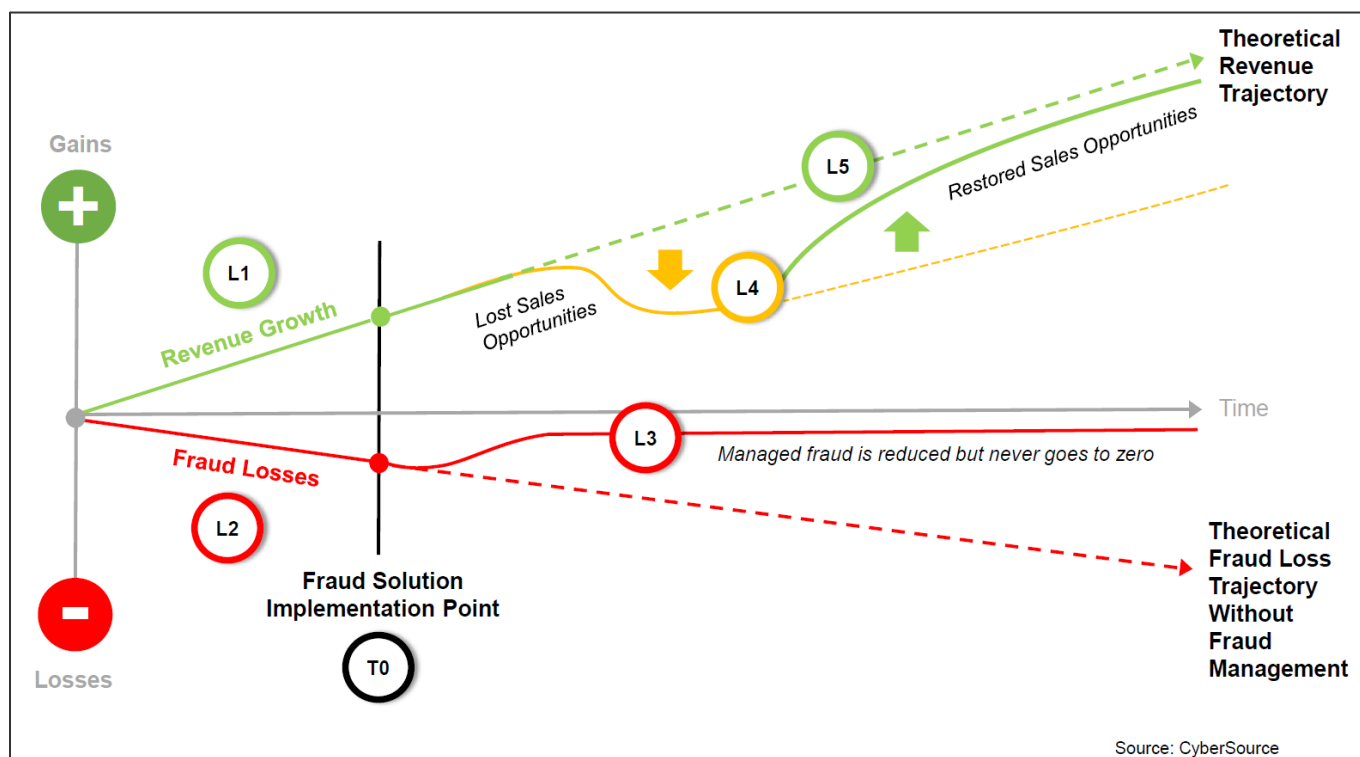 Theoretical
Revenue
Trajectory
Gains
+
L5
Restored Sales Opportunities
L1
L4
Revenue Growth
Lost Sales
Opportunities
Time
L3
Managed fraud is reduced but never goes to zero
Fraud Losses
L2
Theoretical
Fraud Loss
Trajectory
Without
Fraud
Management
Fraud Solution
Implementation Point
-
T0
Losses
Source: CyberSource